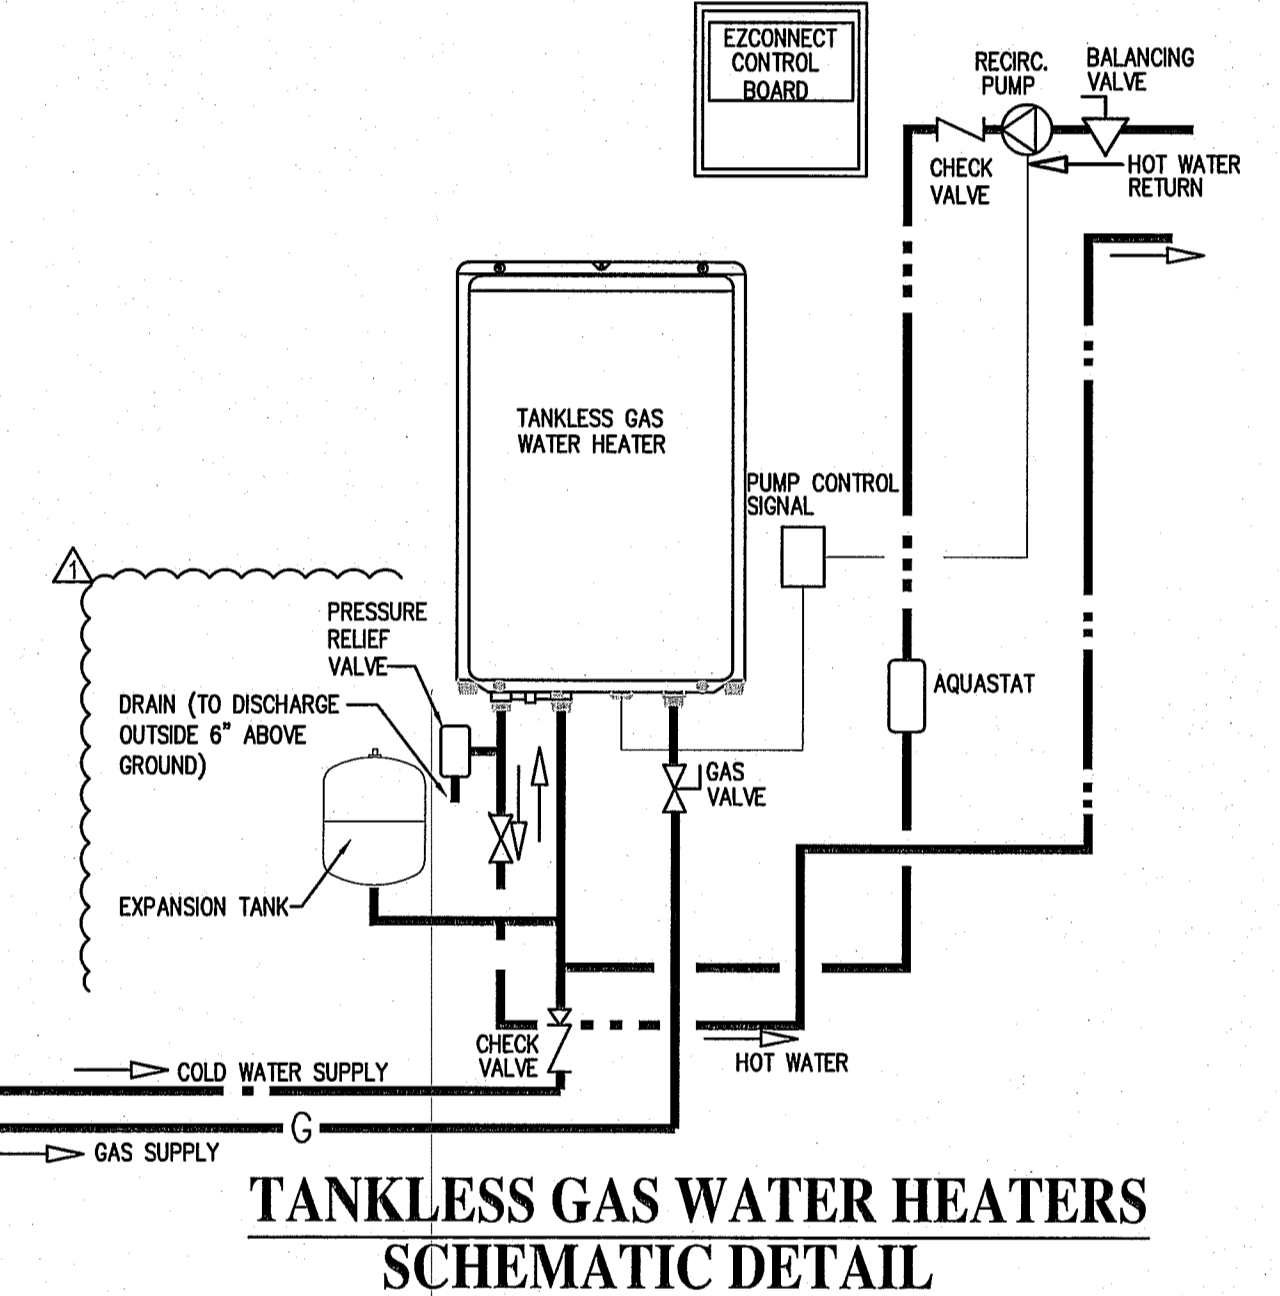 EZCONNECT
CONTROL
BOARD
RECIRC.
PUMP
BALANCING
VALVE
CHECK
VALVE
HOT WATER
RETURN
TANKLESS GAS
WATER HEATER
PUMP CONTROL
SIGNAL
1
PRESSURE
RELIEF
VALVE
DRAIN (TO DISCHARGE
OUTSIDE 6" ABOVE
GROUND)
AQUASTAT
GAS
VALVE
EXPANSION TANK
CHECK
VALVE
HOT WATER
COLD WATER SUPPLY
G
GAS SUPPLY
TANKLESS GAS WATER HEATERS
SCHEMATIC DETAIL